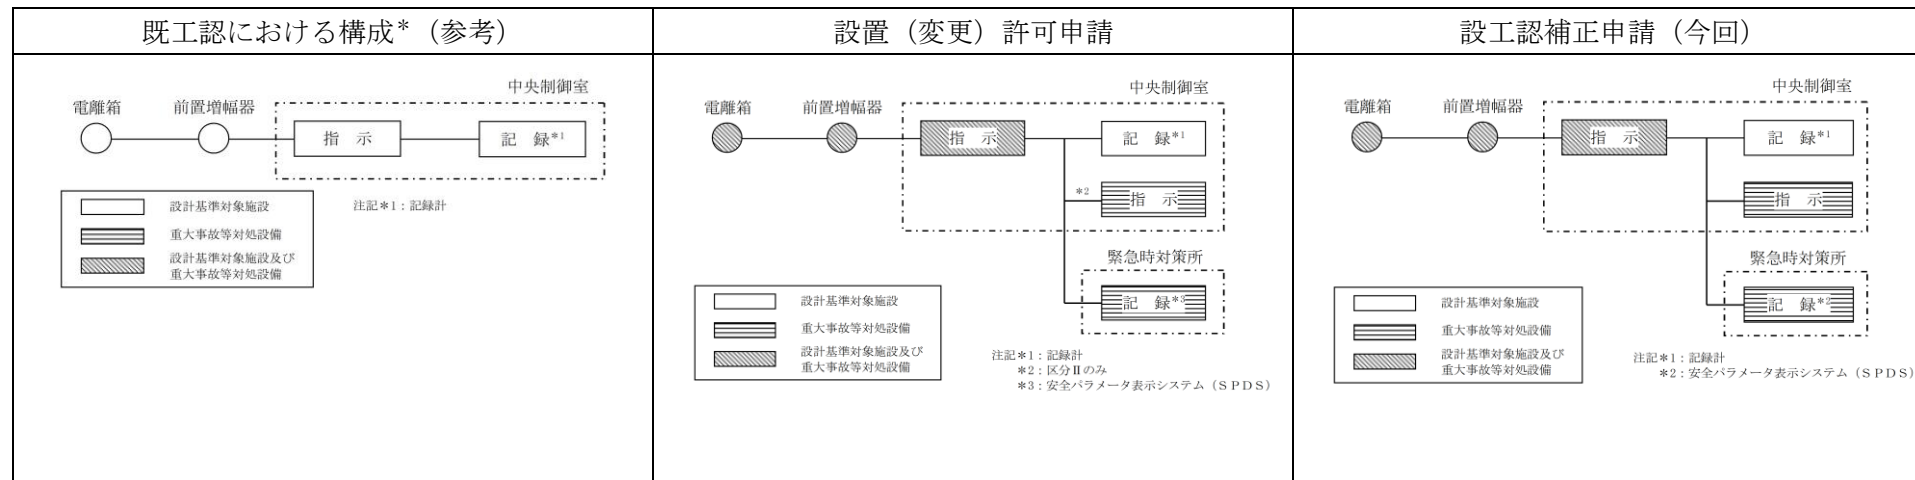 既工認における構成*（参考）
設置（変更）許可申請
設工認補正申請（今回）
中央制御室
電離箱
前置増幅器
指 示
記 録*1
設計基準対象施設
重大事故等対処設備
設計基準対象施設及び
重大事故等対処設備
注記*1：記録計
中央制御室
電離箱
前置増幅器
指 示
記 録*1
*2
指 示
緊急時対策所
記 録*3
設計基準対象施設
重大事故等対処設備
設計基準対象施設及び
重大事故等対処設備
注記*1：記録計
*2：区分Ⅱのみ
*3：安全パラメータ表示システム（ＳＰＤＳ）
中央制御室
電離箱
前置増幅器
指 示
記 録*1
指 示
緊急時対策所
記 録*2
設計基準対象施設
重大事故等対処設備
設計基準対象施設及び
重大事故等対処設備
注記*1：記録計
*2：安全パラメータ表示システム（ＳＰＤＳ）